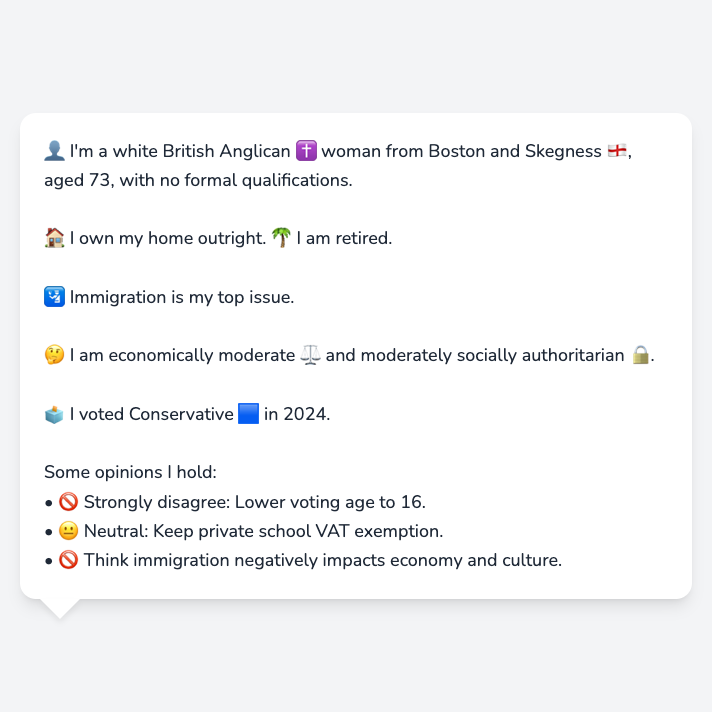 👤 I'm a white British Anglican ✝️ woman from Boston and Skegness 🏴󠁧󠁢󠁥󠁮󠁧󠁿,
aged 73, with no formal qualifications.
🏠 I own my home outright. 🌴 I am retired.
🛂 Immigration is my top issue.
🤔 I am economically moderate ⚖️ and moderately socially authoritarian 🔒.
🗳️ I voted Conservative 🟦 in 2024.
Some opinions I hold:
• 🚫 Strongly disagree: Lower voting age to 16.
• 😐 Neutral: Keep private school VAT exemption.
• 🚫 Think immigration negatively impacts economy and culture.